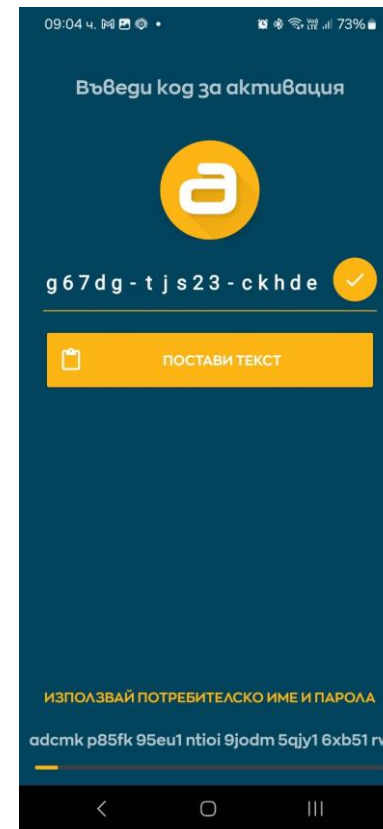 09:04 ч. 73%
Въведи код за активация
a
g67dg-tjs23-ckhde
ПОСТАВИ ТЕКСТ
ИЗПОЛЗВАЙ ПОТРЕБИТЕЛСКО ИМЕ И ПАРОЛА
adcmk p85fk 95eu1 ntioi 9jodm 5qjy1 6xb51